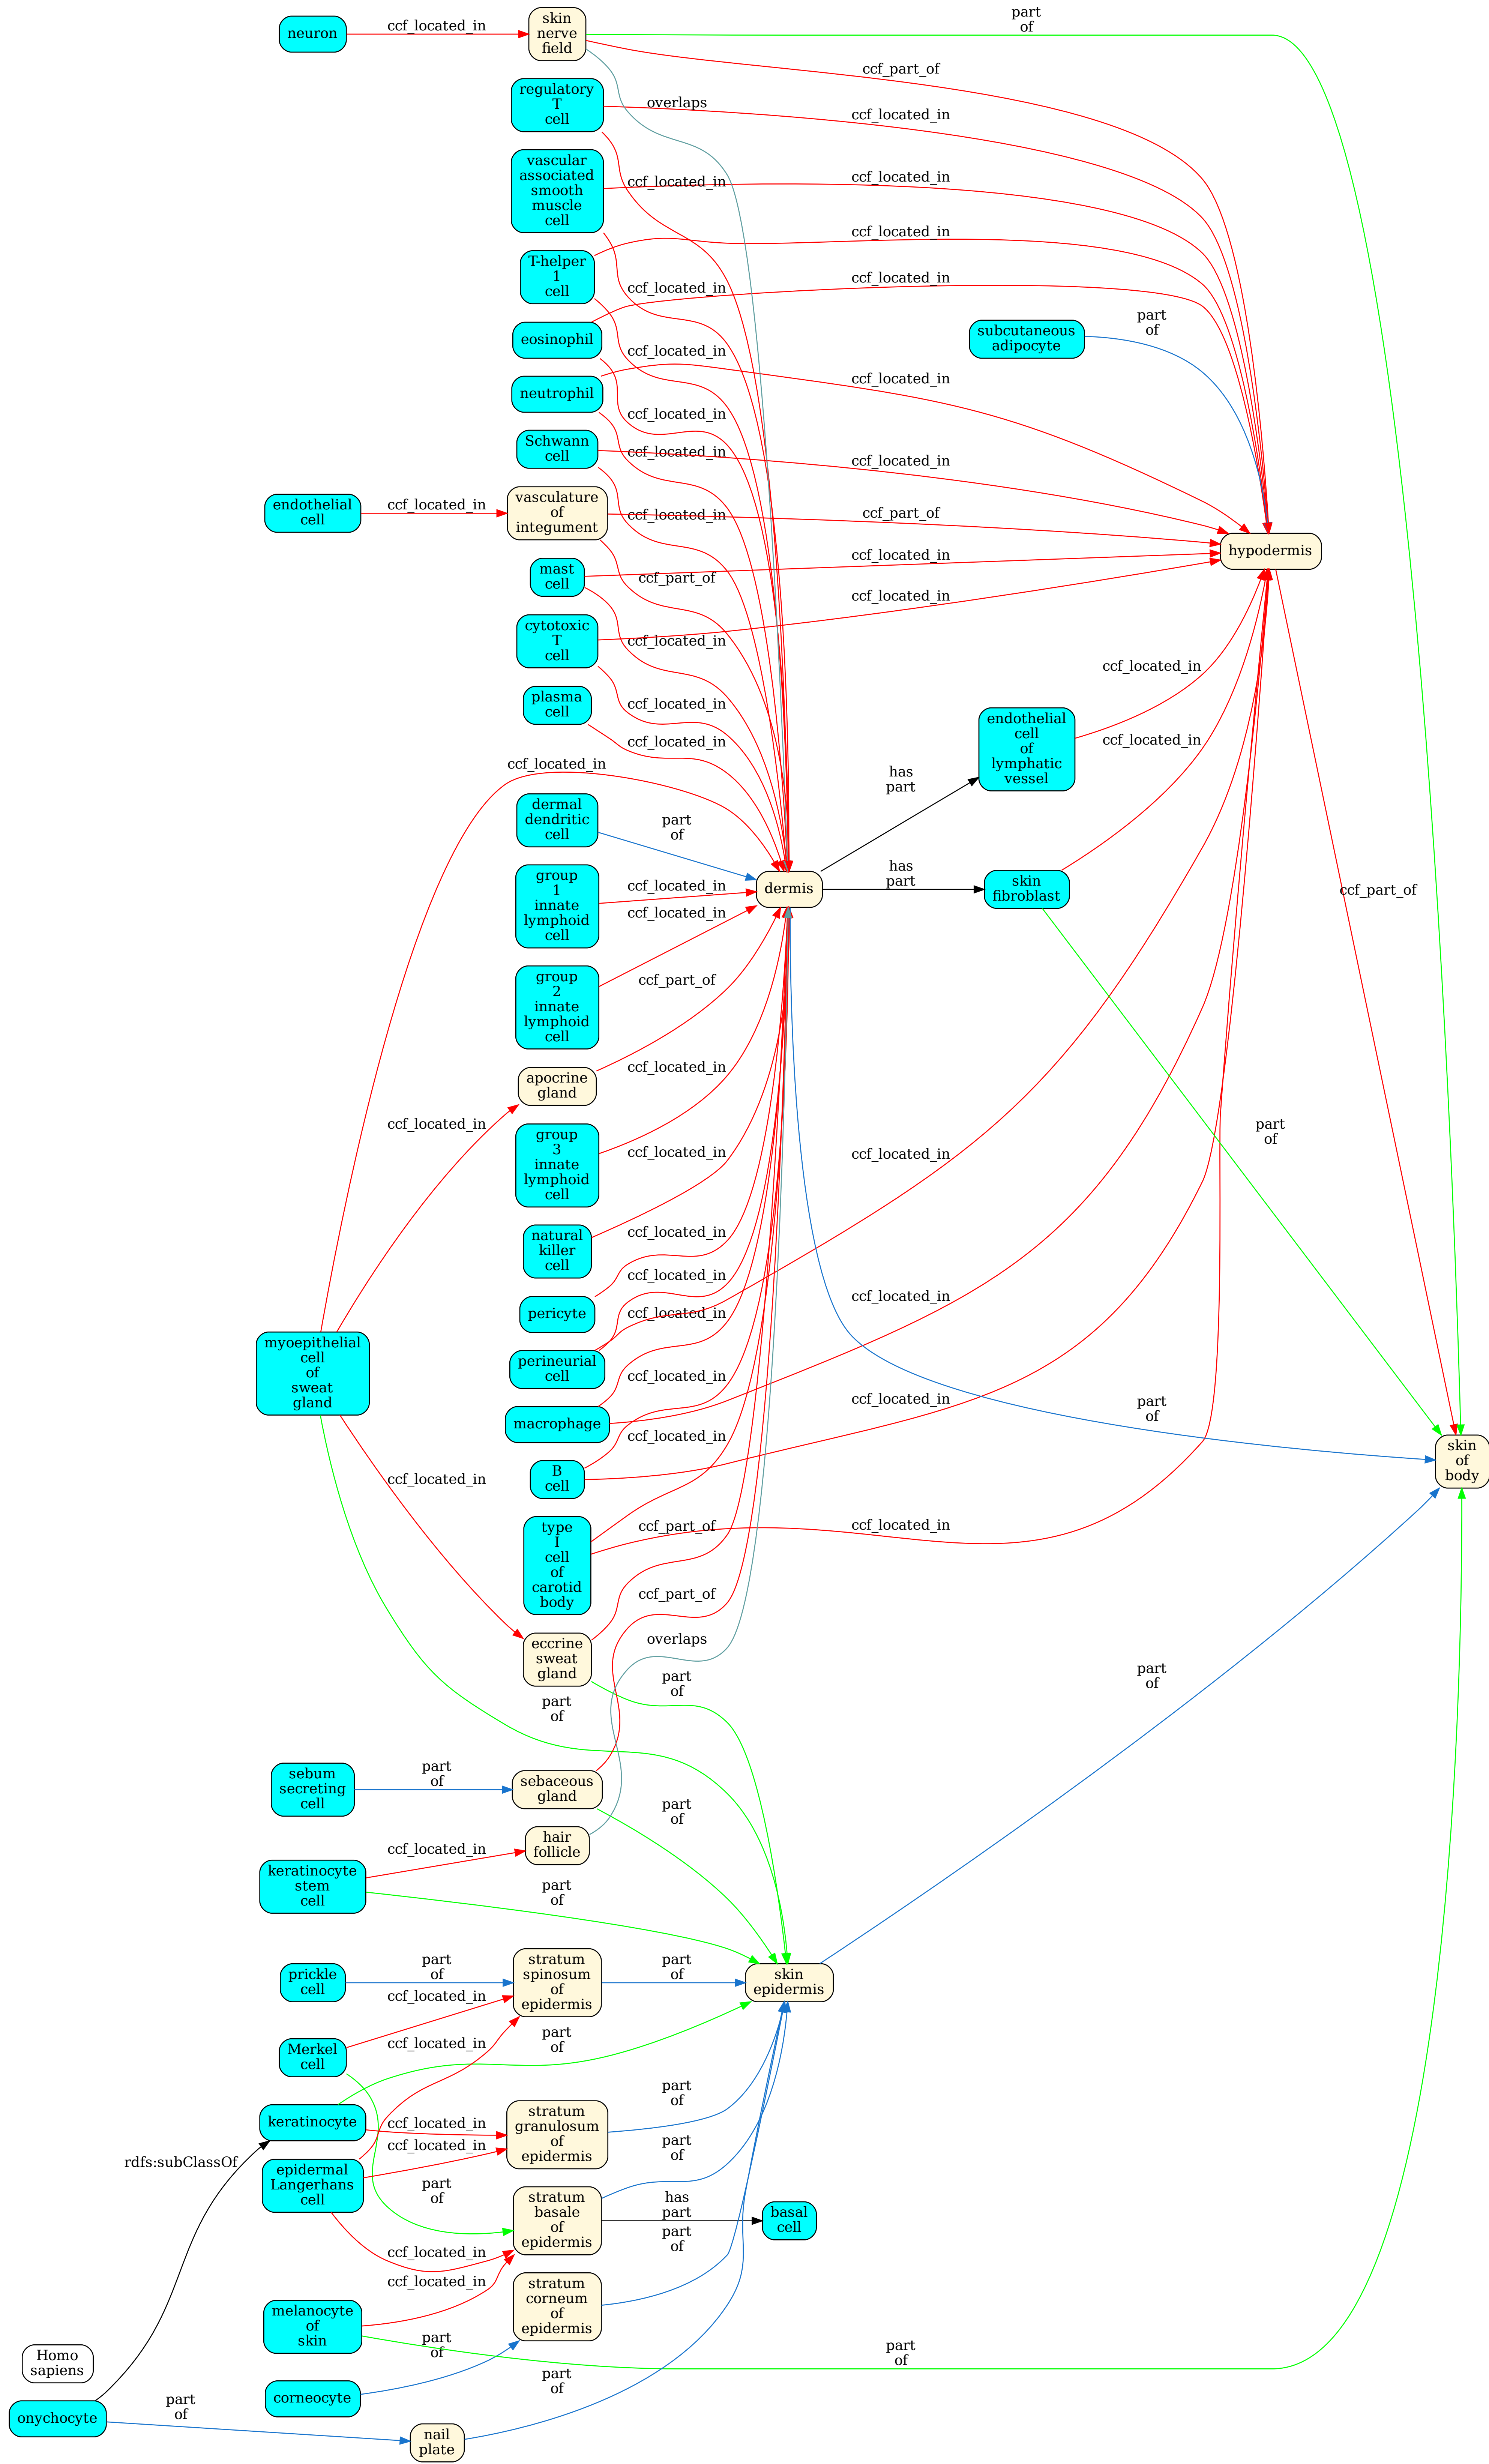 part
of
neuron
ccf_located_in
skin
nerve
field
ccf_part_of
overlaps
regulatory
T
cell
ccf_located_in
vascular
associated
smooth
muscle
cell
ccf_located_in
ccf_located_in
T-helper
1
cell
ccf_located_in
ccf_located_in
ccf_located_in
eosinophil
subcutaneous
adipocyte
part
of
ccf_located_in
neutrophil
ccf_located_in
ccf_located_in
Schwann
cell
ccf_located_in
ccf_located_in
endothelial
cell
ccf_located_in
vasculature
of
integument
ccf_located_in
ccf_part_of
hypodermis
mast
cell
ccf_located_in
ccf_part_of
cytotoxic
T
cell
ccf_located_in
ccf_located_in
plasma
cell
ccf_located_in
ccf_located_in
endothelial
cell
of
lymphatic
vessel
ccf_located_in
ccf_located_in
ccf_located_in
has
part
dermal
dendritic
cell
part
of
group
1
innate
lymphoid
cell
ccf_located_in
dermis
has
part
skin
fibroblast
ccf_part_of
ccf_located_in
group
2
innate
lymphoid
cell
ccf_part_of
apocrine
gland
ccf_located_in
ccf_located_in
group
3
innate
lymphoid
cell
ccf_located_in
ccf_located_in
part
of
natural
killer
cell
ccf_located_in
pericyte
ccf_located_in
ccf_located_in
ccf_located_in
myoepithelial
cell
of
sweat
gland
perineurial
cell
ccf_located_in
macrophage
ccf_located_in
part
of
ccf_located_in
B
cell
ccf_located_in
skin
of
body
type
I
cell
of
carotid
body
ccf_part_of
ccf_located_in
ccf_part_of
eccrine
sweat
gland
overlaps
part
of
part
of
part
of
sebum
secreting
cell
part
of
sebaceous
gland
part
of
hair
follicle
ccf_located_in
keratinocyte
stem
cell
part
of
prickle
cell
part
of
stratum
spinosum
of
epidermis
part
of
skin
epidermis
ccf_located_in
Merkel
cell
ccf_located_in
part
of
keratinocyte
ccf_located_in
stratum
granulosum
of
epidermis
part
of
rdfs:subClassOf
epidermal
Langerhans
cell
ccf_located_in
part
of
part
of
stratum
basale
of
epidermis
has
part
basal
cell
ccf_located_in
part
of
ccf_located_in
melanocyte
of
skin
stratum
corneum
of
epidermis
part
of
part
of
Homo
sapiens
corneocyte
part
of
onychocyte
part
of
nail
plate